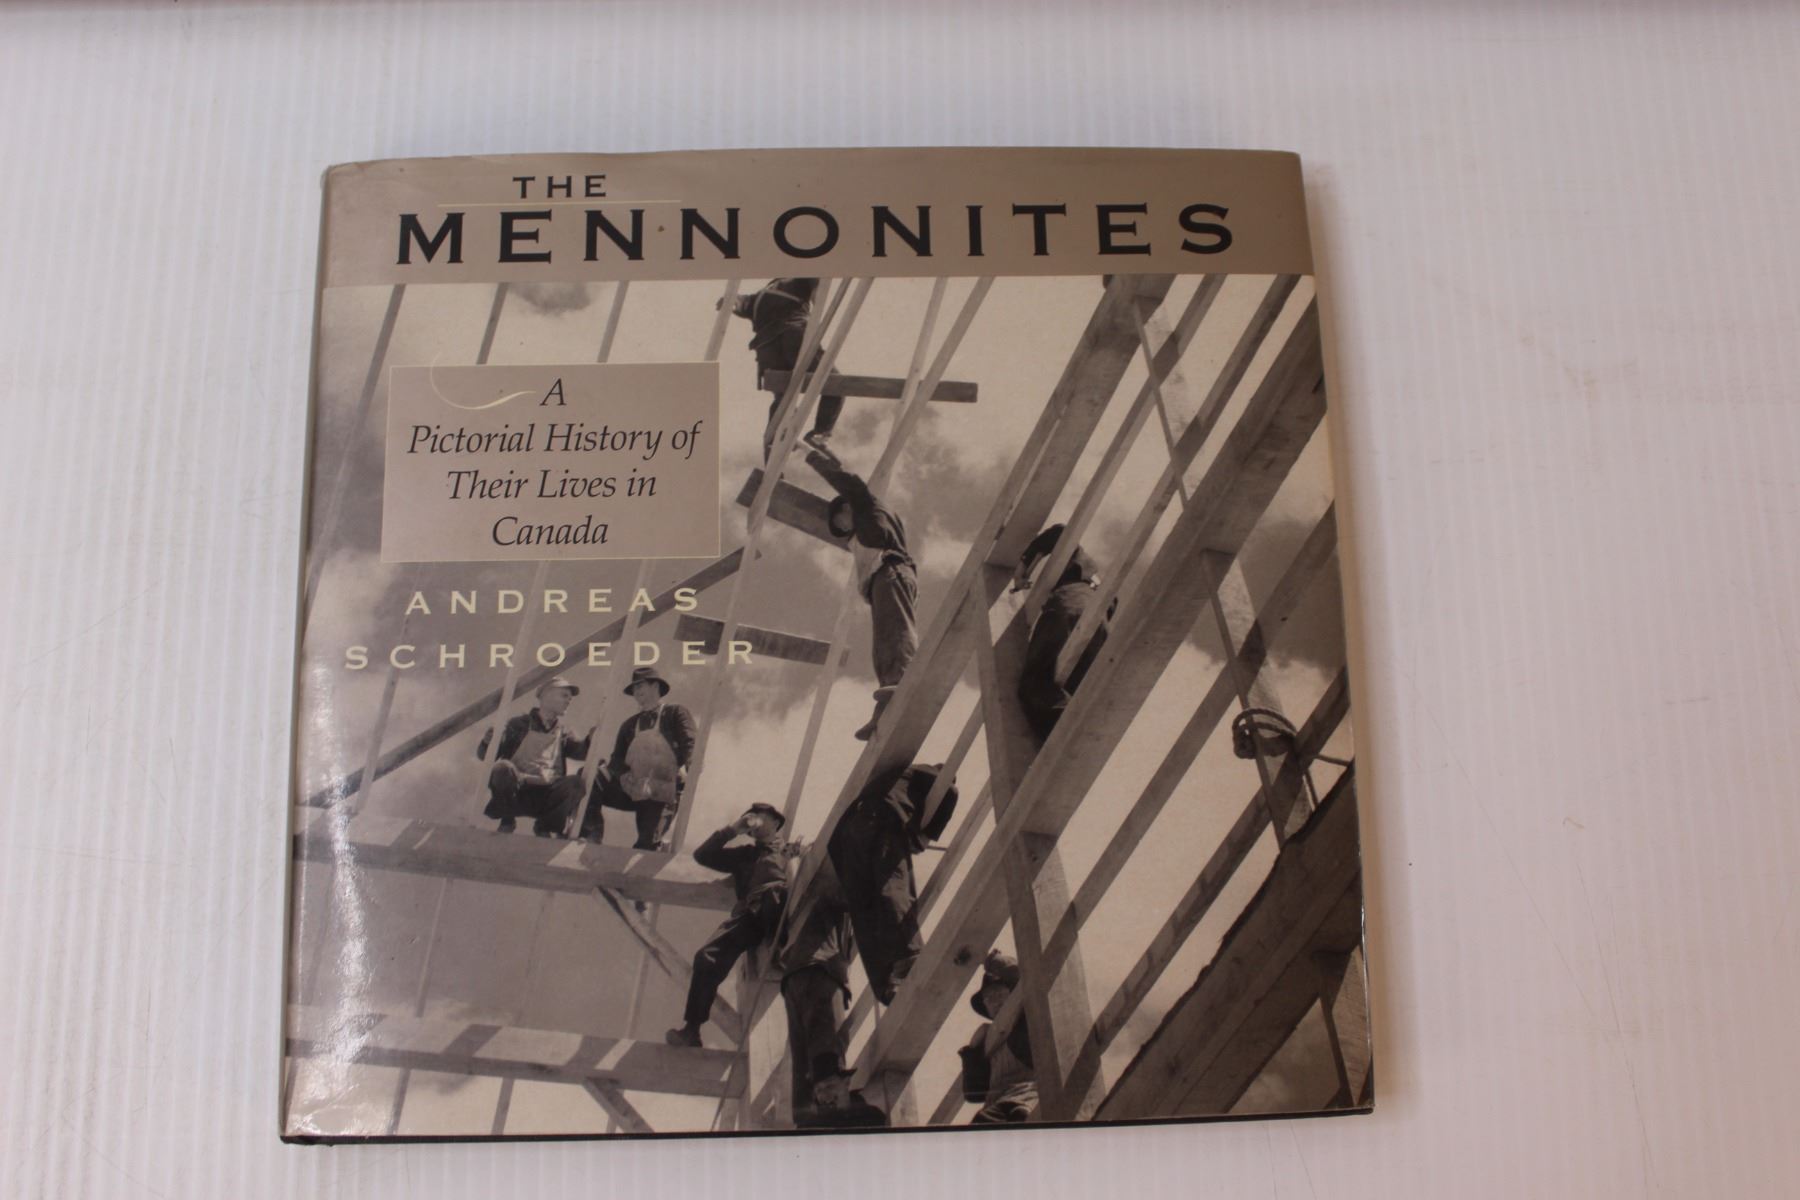 THE
MENNONITES
A
Pictorial History of
Their Lives in
Canada
ANDREAS
SCHROEDER